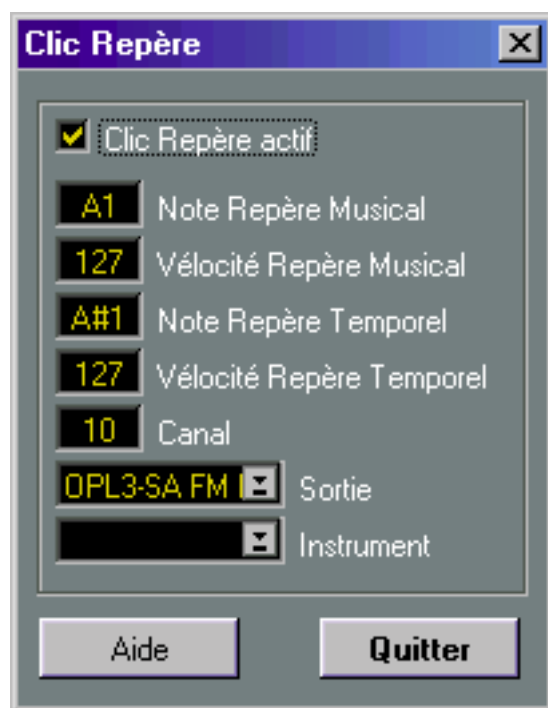 Clic Repère
Clic Repère actif
A1 Note Repère Musical
127 Vélocité Repère Musical
A#1 Note Repère Temporel
127 Vélocité Repère Temporel
10 Canal
OPL3-SA FM Sortie
Instrument
Aide Quitter